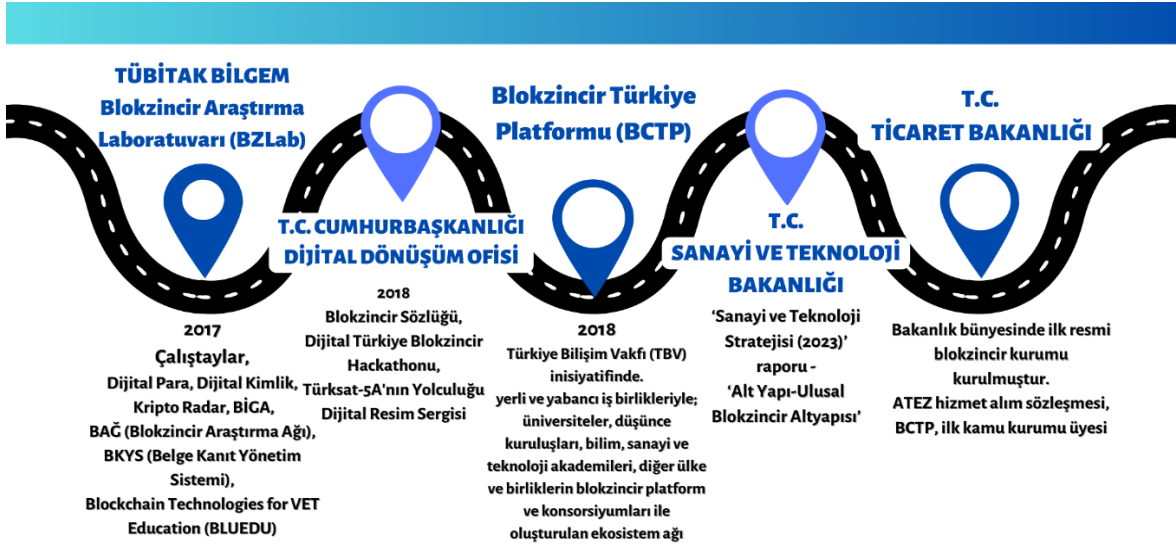 TÜBİTAK BİLGEM
Blokzincir Araştırma
Laboratuvarı (BZLab)
2017
Çalıştaylar,
Dijital Para, Dijital Kimlik,
Kripto Radar, BİGA,
BAĞ (Blokzincir Araştırma Ağı),
BKYS (Belge Kanıt Yönetim
Sistemi),
Blockchain Technologies for VET
Education (BLUEDU)
T.C. CUMHURBAŞKANLIĞI
DİJİTAL DÖNÜŞÜM OFİSİ
2018
Blokzincir Sözlüğü,
Dijital Türkiye Blokzincir
Hackathonu,
Türksat-5A'nın Yolculuğu
Dijital Resim Sergisi
Blokzincir Türkiye
Platformu (BCTP)
2018
Türkiye Bilişim Vakfı (TBV)
inisiyatifinde.
yerli ve yabancı iş birlikleriyle;
üniversiteler, düşünce
kuruluşları, bilim, sanayi ve
teknoloji akademileri, diğer ülke
ve birliklerin blokzincir platform
ve konsorsiyumları ile
oluşturulan ekosistem ağı
T.C.
SANAYİ VE TEKNOLOJİ
BAKANLIĞI
‘Sanayi ve Teknoloji
Stratejisi (2023)’
raporu -
‘Alt Yapı-Ulusal
Blokzincir Altyapısı’
T.C.
TİCARET BAKANLIĞI
Bakanlık bünyesinde ilk resmi
blokzincir kurumu
kurulmuştur.
ATEZ hizmet alım sözleşmesi,
BCTP, ilk kamu kurumu üyesi